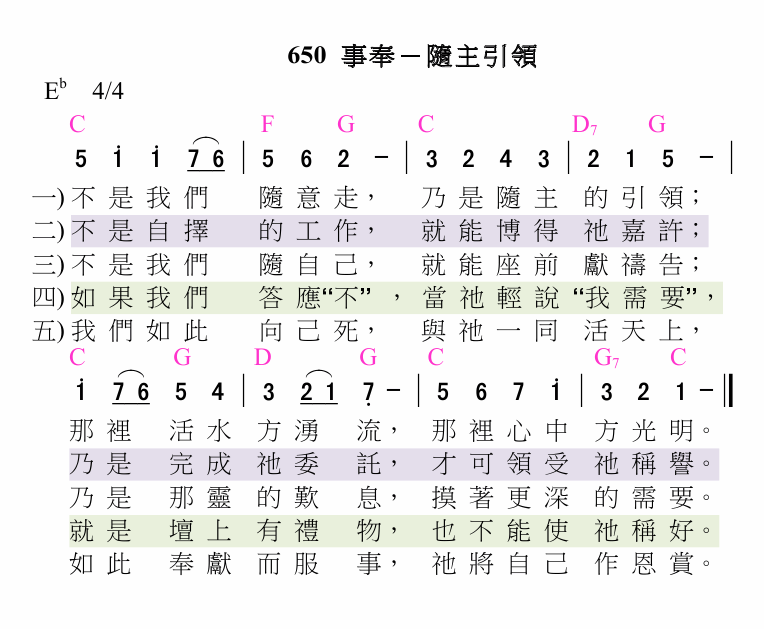 650 事奉－隨主引領
E♭ 4/4
C F G C D7 G
5 i i 7 6 | 5 6 2 － | 3 2 4 3 | 2 1 5 － |
一) 不是我們 隨意走， 乃是隨主 的引領；
二) 不是自擇 的工作， 就能博得 祂嘉許；
三) 不是我們 隨自己， 就能座前 獻禱告；
四) 如果我們 答應“不”， 當祂輕說 “我需要”，
五) 我們如此 向己死， 與祂一同 活天上，
C G D G C G7 C
i 7 6 5 4 | 3 2 1 7 － | 5 6 7 i | 3 2 1 － ‖
那裡 活水 方湧 流， 那裡心中 方光明。
乃是 完成 祂委 託， 才可領受 祂稱譽。
乃是 那靈 的歎 息， 摸著更深 的需要。
就是 壇上 有禮 物， 也不能使 祂稱好。
如此 奉獻 而服 事， 祂將自己 作恩賞。